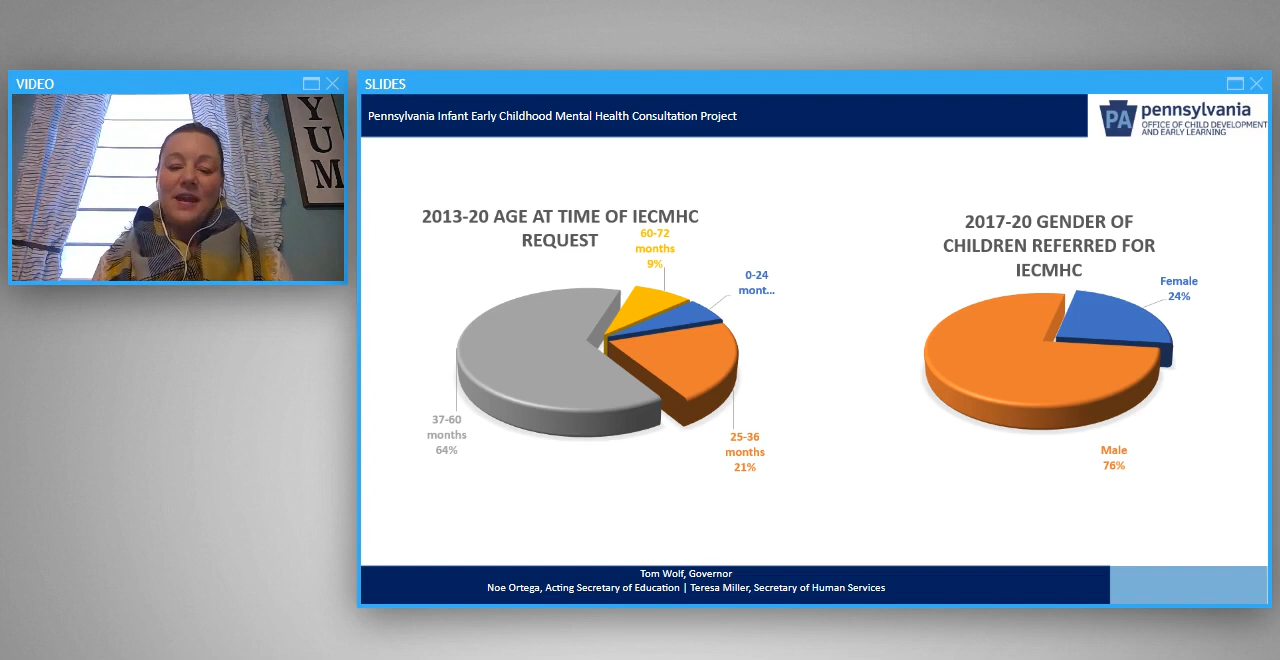 VIDEO
YUM
SLIDES
Pennsylvania Infant Early Childhood Mental Health Consultation Project
PA
pennsylvania
OFFICE OF CHILD DEVELOPMENT
AND EARLY LEARNING
2013-20 AGE AT TIME OF IECMHC
REQUEST
60-72
months
9%
0-24
mont...
37-60
months
64%
25-36
months
21%
2017-20 GENDER OF
CHILDREN REFERRED FOR
IECMHC
Female
24%
Male
76%
Tom Wolf, Governor
Noe Ortega, Acting Secretary of Education | Teresa Miller, Secretary of Human Services